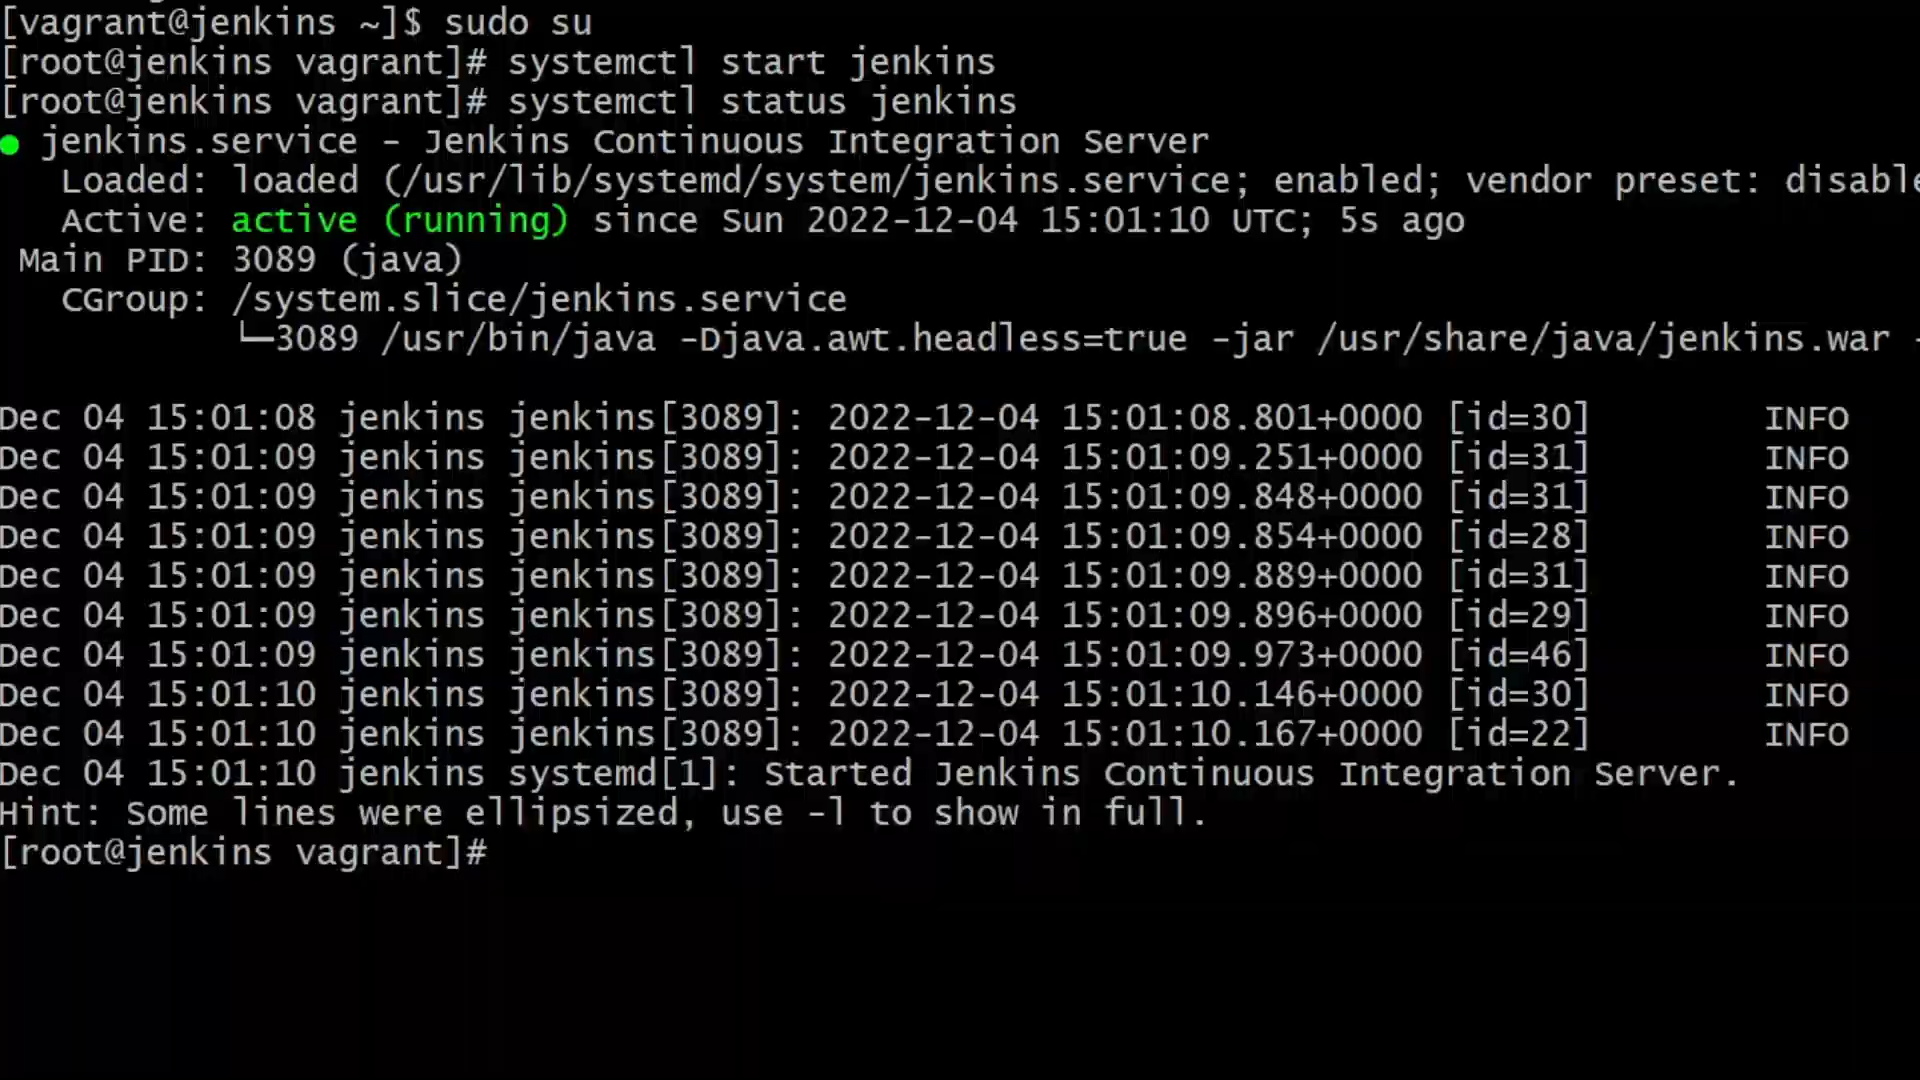 [vagrant@jenkins ~]$ sudo su
[root@jenkins vagrant]# systemctl start jenkins
[root@jenkins vagrant]# systemctl status jenkins
● jenkins.service - Jenkins Continuous Integration Server
   Loaded: loaded (/usr/lib/systemd/system/jenkins.service; enabled; vendor preset: disable
   Active: active (running) since Sun 2022-12-04 15:01:10 UTC; 5s ago
 Main PID: 3089 (java)
   CGroup: /system.slice/jenkins.service
           └─3089 /usr/bin/java -Djava.awt.headless=true -jar /usr/share/java/jenkins.war -
Dec 04 15:01:08 jenkins jenkins[3089]: 2022-12-04 15:01:08.801+0000 [id=30]        INFO
Dec 04 15:01:09 jenkins jenkins[3089]: 2022-12-04 15:01:09.251+0000 [id=31]        INFO
Dec 04 15:01:09 jenkins jenkins[3089]: 2022-12-04 15:01:09.848+0000 [id=31]        INFO
Dec 04 15:01:09 jenkins jenkins[3089]: 2022-12-04 15:01:09.854+0000 [id=28]        INFO
Dec 04 15:01:09 jenkins jenkins[3089]: 2022-12-04 15:01:09.889+0000 [id=31]        INFO
Dec 04 15:01:09 jenkins jenkins[3089]: 2022-12-04 15:01:09.896+0000 [id=29]        INFO
Dec 04 15:01:09 jenkins jenkins[3089]: 2022-12-04 15:01:09.973+0000 [id=46]        INFO
Dec 04 15:01:10 jenkins jenkins[3089]: 2022-12-04 15:01:10.146+0000 [id=30]        INFO
Dec 04 15:01:10 jenkins jenkins[3089]: 2022-12-04 15:01:10.167+0000 [id=22]        INFO
Dec 04 15:01:10 jenkins systemd[1]: Started Jenkins Continuous Integration Server.
Hint: Some lines were ellipsized, use -l to show in full.
[root@jenkins vagrant]#